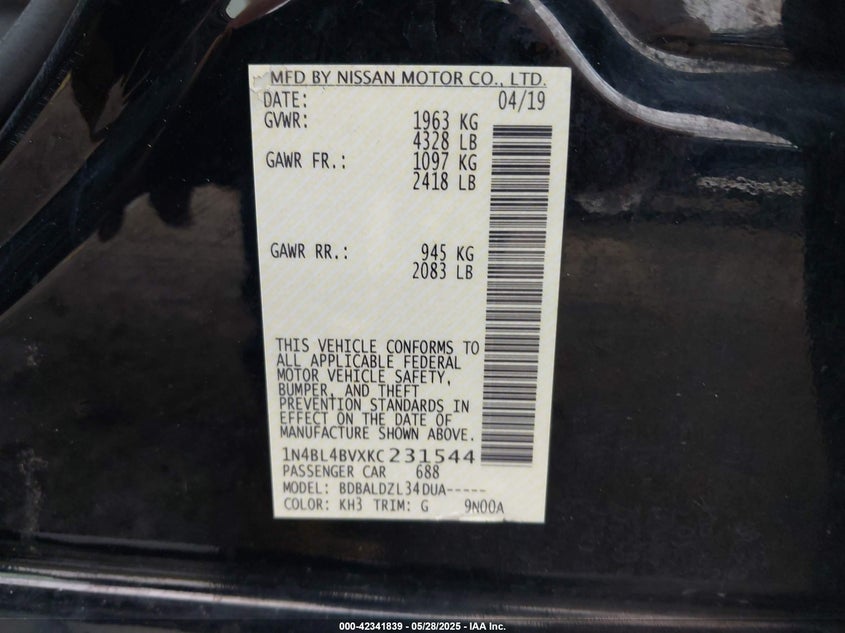 MFD BY NISSAN MOTOR CO., LTD.
DATE: 04/19
GVWR: 1963 KG
4328 LB
GAWR FR.: 1097 KG
2418 LB
GAWR RR.: 945 KG
2083 LB
THIS VEHICLE CONFORMS TO
ALL APPLICABLE FEDERAL
MOTOR VEHICLE SAFETY,
BUMPER, AND THEFT
PREVENTION STANDARDS IN
EFFECT ON THE DATE OF
MANUFACTURE SHOWN ABOVE.
1N4BL4BVXKC231544
PASSENGER CAR 688
MODEL: BDBALDZL34DUA-----
COLOR: KH3 TRIM: G 9N00A
000-42341839 - 05/28/2025 - IAA Inc.